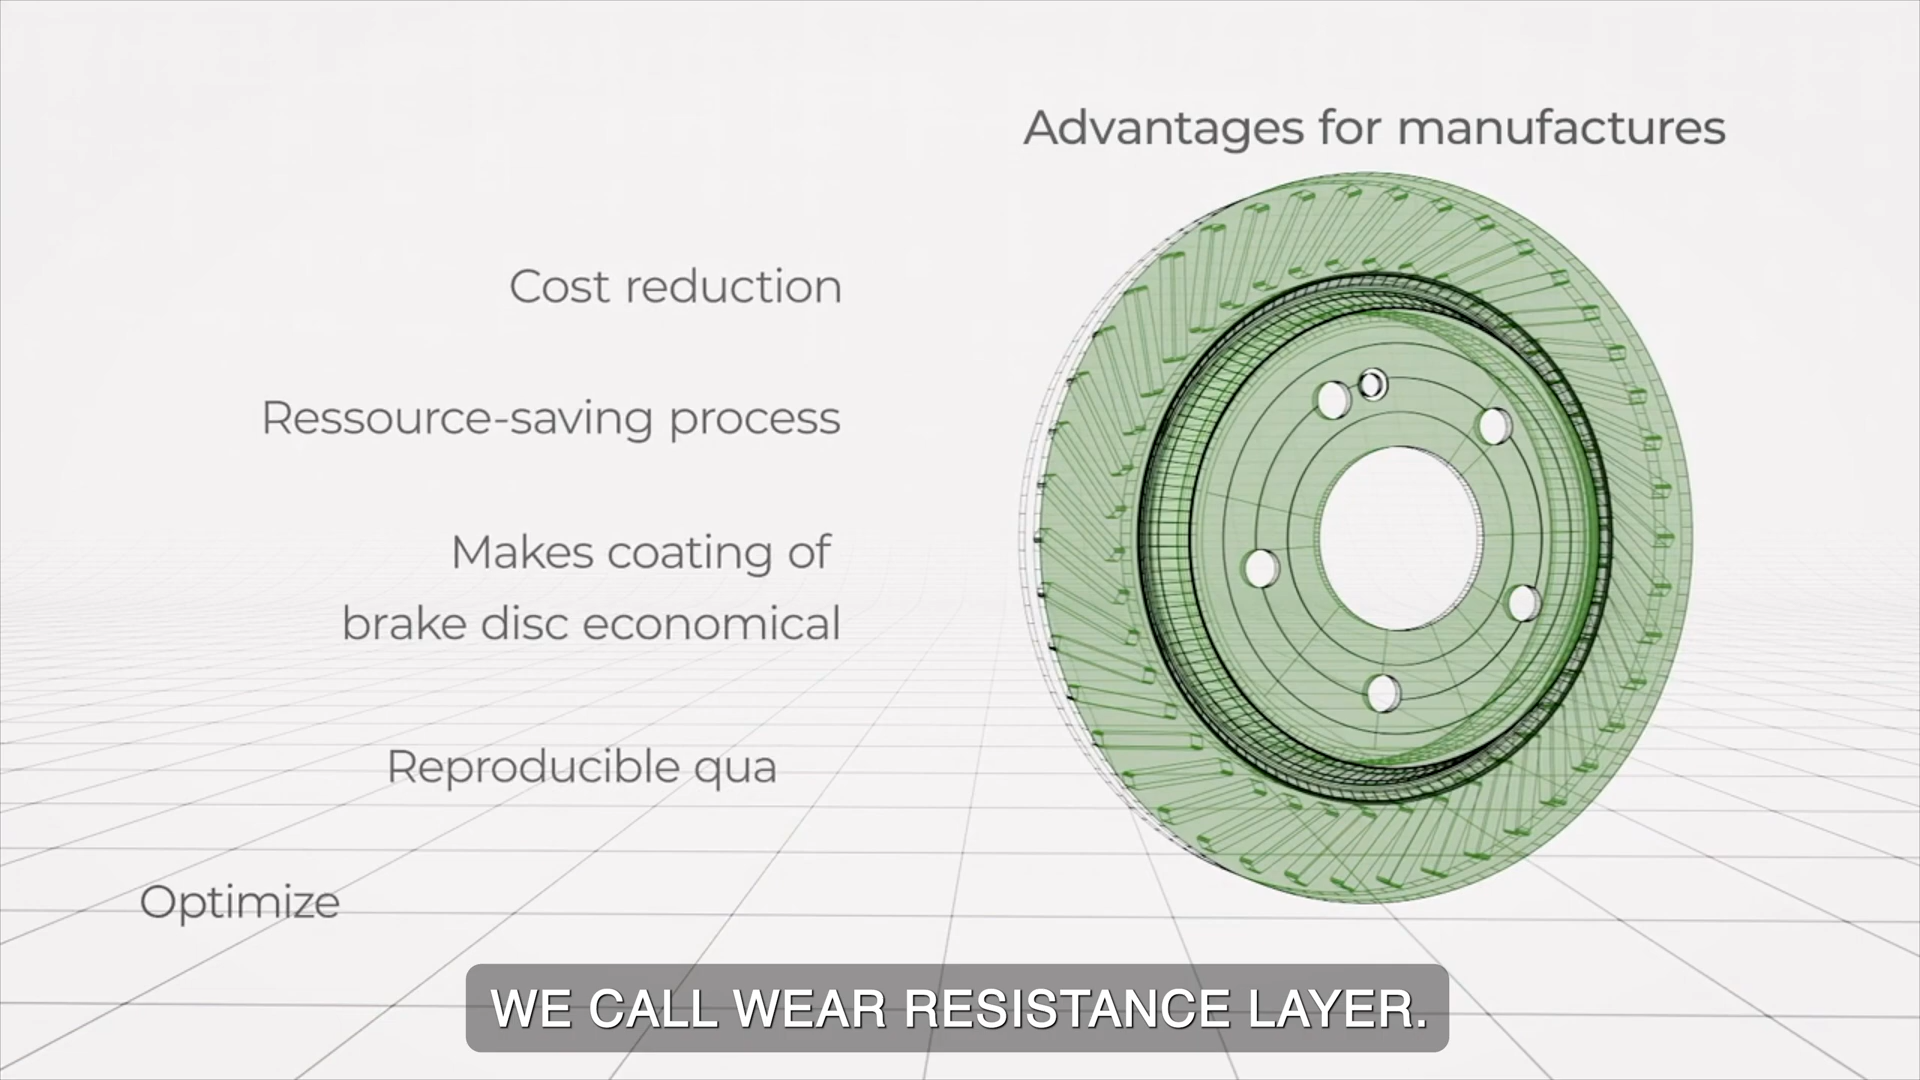 Advantages for manufactures
Cost reduction
Ressource-saving process
Makes coating of
brake disc economical
Reproducible qua
Optimize
WE CALL WEAR RESISTANCE LAYER.